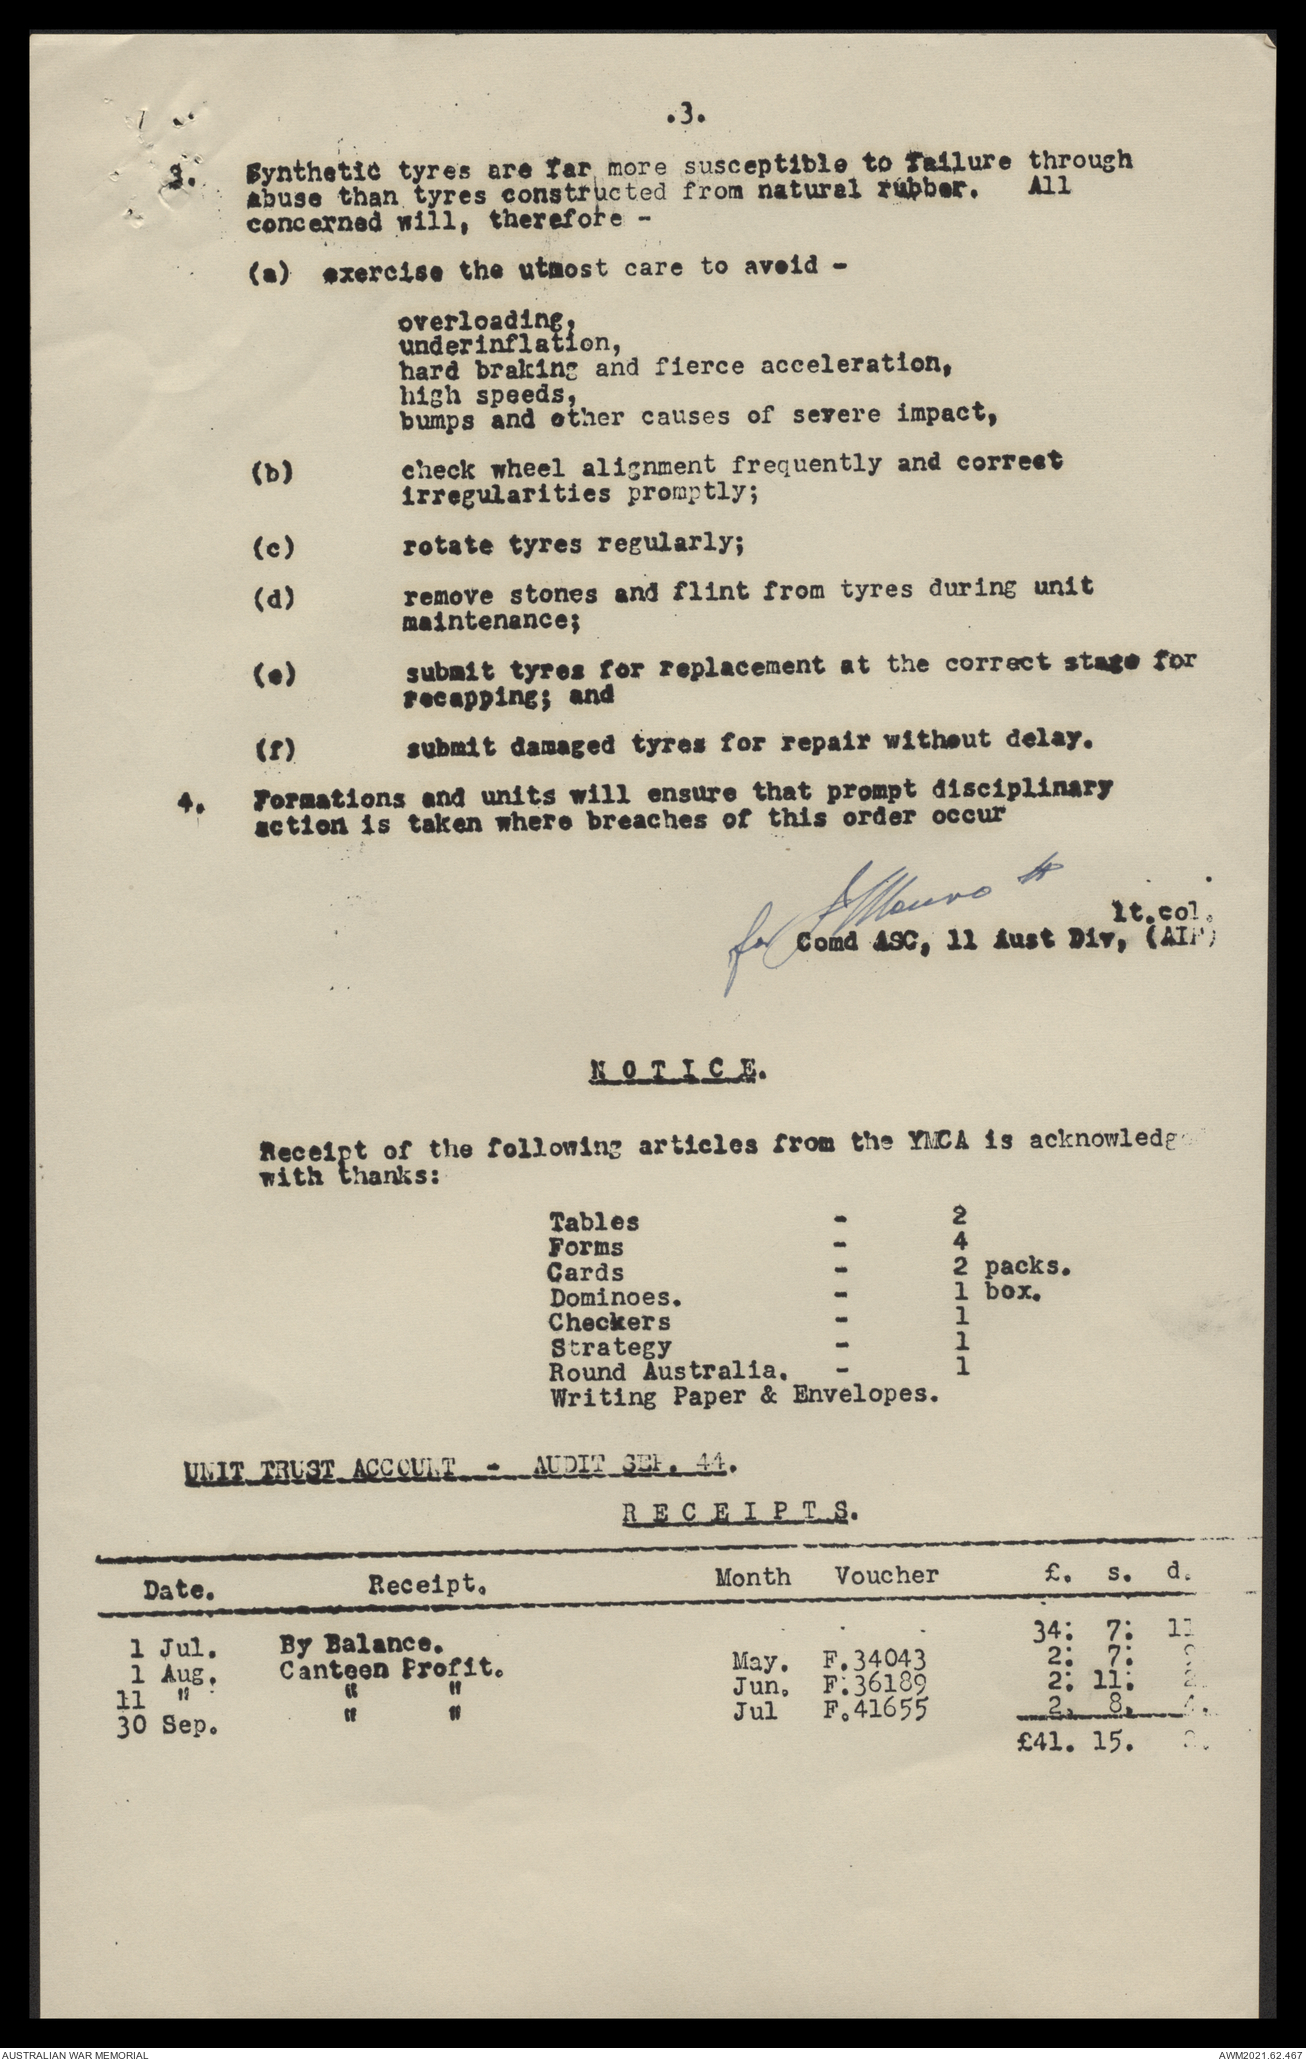 .3.
3. Synthetic tyres are far more susceptible to failure through
abuse than tyres constructed from natural rubber. All
concerned will, therefore -
(a) exercise the utmost care to avoid -
overloading,
underinflation,
hard braking and fierce acceleration,
high speeds,
bumps and other causes of severe impact,
(b) check wheel alignment frequently and correct
irregularities promptly;
(c) rotate tyres regularly;
(d) remove stones and flint from tyres during unit
maintenance;
(e) submit tyres for replacement at the correct stage for
recapping; and
(f) submit damaged tyres for repair without delay.
4. Formations and units will ensure that prompt disciplinary
action is taken where breaches of this order occur
for Munro
lt.col.
Comd ASC, 11 Aust Div, (AIF)
N O T I C E.
Receipt of the following articles from the YMCA is acknowledged
with thanks:
Tables - 2
Forms - 4
Cards - 2 packs.
Dominoes. - 1 box.
Checkers - 1
Strategy - 1
Round Australia. - 1
Writing Paper & Envelopes.
UNIT TRUST ACCOUNT - AUDIT SEP. 44.
R E C E I P T S.
Date. Receipt. Month Voucher £. s. d.
1 Jul. By Balance. 34: 7: 11
1 Aug. Canteen Profit. May. F.34043 2: 7:
11 " " " Jun. F.36189 2: 11: 2
30 Sep. " " Jul F.41655 2. 8. 4.
£41. 15.
AUSTRALIAN WAR MEMORIAL
AWM2021.62.467